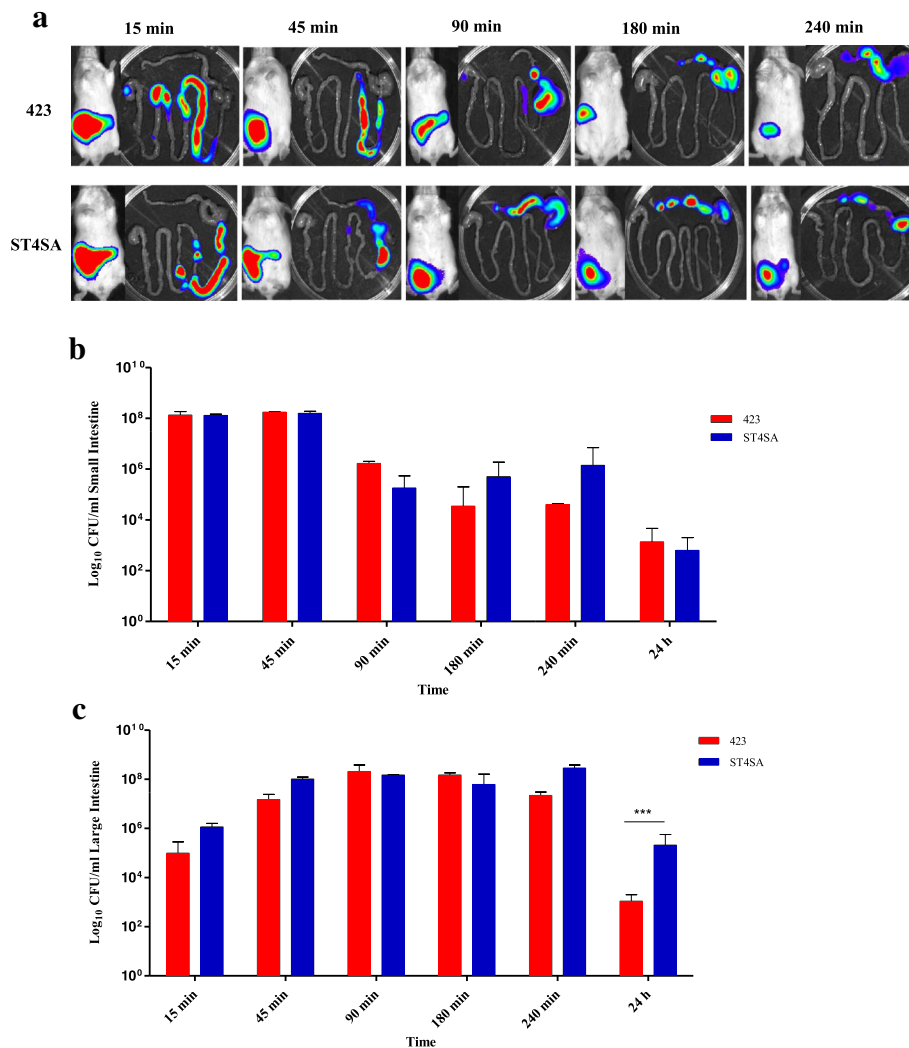 a
15 min 45 min 90 min 180 min 240 min
423
ST4SA
b
Log₁₀ CFU/ml Small Intestine
10¹⁰
10⁸
10⁶
10⁴
10²
10⁰
423
ST4SA
15 min 45 min 90 min 180 min 240 min 24 h
Time
c
Log₁₀ CFU/ml Large Intestine
10¹⁰
10⁸
10⁶
10⁴
10²
10⁰
423
ST4SA
***
15 min 45 min 90 min 180 min 240 min 24 h
Time